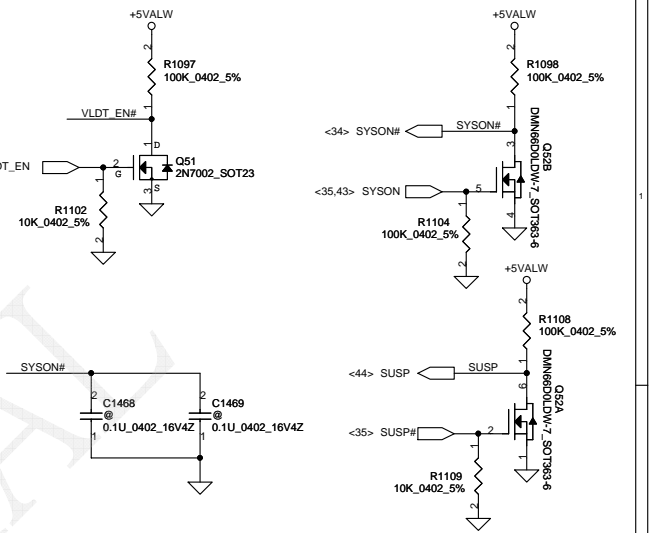 +5VALW
2
R1097
100K_0402_5%
1
VLDT_EN#
1 D
DT_EN
2
G
Q51
2N7002_SOT23
3 S
1
R1102
10K_0402_5%
2
+5VALW
2
R1098
100K_0402_5%
1
<34> SYSON#
SYSON#
3
Q52B
DMN66D0LDW-7_SOT363-6
<35,43> SYSON
5
4
1
R1104
100K_0402_5%
2
1
+5VALW
2
R1108
100K_0402_5%
1
<44> SUSP
SUSP
6
Q52A
DMN66D0LDW-7_SOT363-6
<35> SUSP#
2
1
1
R1109
10K_0402_5%
2
SYSON#
2
C1468
@
0.1U_0402_16V4Z
1
2
C1469
@
0.1U_0402_16V4Z
1